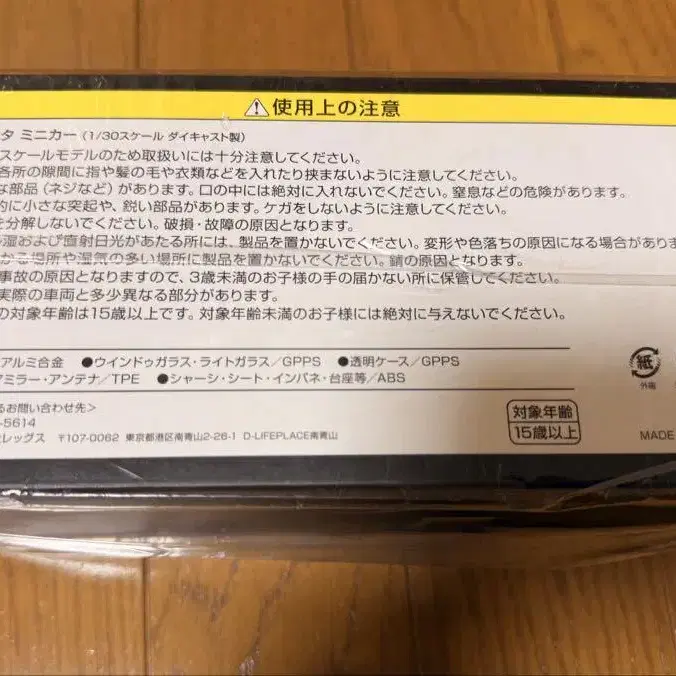 ⚠使用上の注意
タ ミニカー (1/30スケール ダイキャスト製)
スケールモデルのため取扱いには十分注意してください。
各所の隙間に指や髪の毛や衣類などを入れたり挟まないように注意してください。
な部品(ネジなど)があります。口の中には絶対に入れないでください。窒息などの危険があります。
的に小さな突起や、鋭い部品があります。ケガをしないように注意してください。
を分解しないでください。破損・故障の原因となります。
湿および直射日光があたる所には、製品を置かないでください。変形や色落ちの原因になる場合がありま
かる場所や湿気の多い場所に製品を置かないでください。錆の原因となります。
事故の原因となりますので、3歳未満のお子様の手の届かない所に保管してください。
実際の車両と多少異なる部分があります。
の対象年齢は15歳以上です。対象年齢未満のお子様には絶対に与えないでください。
アルミ合金 ●ウインドゥガラス・ライトガラス/GPPS ●透明ケース/GPPS
アミラー・アンテナ/TPE ●シャーシ・シート・インパネ・台座等/ABS
紙
外箱
るお問い合わせ先>
-5614
レッグス 〒107-0062 東京都港区南青山2-26-1 D-LIFEPLACE南青山
対象年齢
15歳以上
MADE